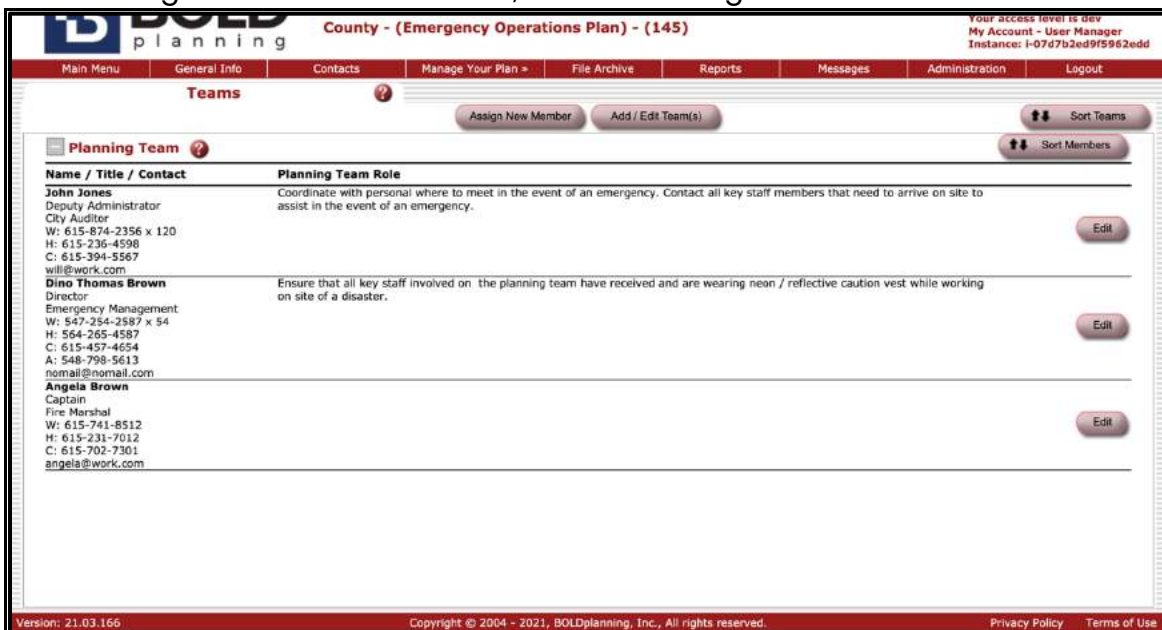 BOLD
planning
County - (Emergency Operations Plan) - (145)
Your access level is dev
My Account - User Manager
Instance: i-07d7b2ed9f5962edd
Main Menu General Info Contacts Manage Your Plan » File Archive Reports Messages Administration Logout
Teams ?
Assign New Member Add / Edit Team(s) Sort Teams
Planning Team ? Sort Members
Name / Title / Contact Planning Team Role
John Jones Coordinate with personal where to meet in the event of an emergency. Contact all key staff members that need to arrive on site to
Deputy Administrator assist in the event of an emergency.
City Auditor
W: 615-874-2356 x 120 Edit
H: 615-236-4598
C: 615-394-5567
will@work.com
Dino Thomas Brown Ensure that all key staff involved on the planning team have received and are wearing neon / reflective caution vest while working
Director on site of a disaster.
Emergency Management
W: 547-254-2587 x 54 Edit
H: 564-265-4587
C: 615-457-4654
A: 548-798-5613
nomail@nomail.com
Angela Brown
Captain
Fire Marshal
W: 615-741-8512 Edit
H: 615-231-7012
C: 615-702-7301
angela@work.com
Version: 21.03.166 Copyright © 2004 - 2021, BOLDplanning, Inc., All rights reserved. Privacy Policy Terms of Use